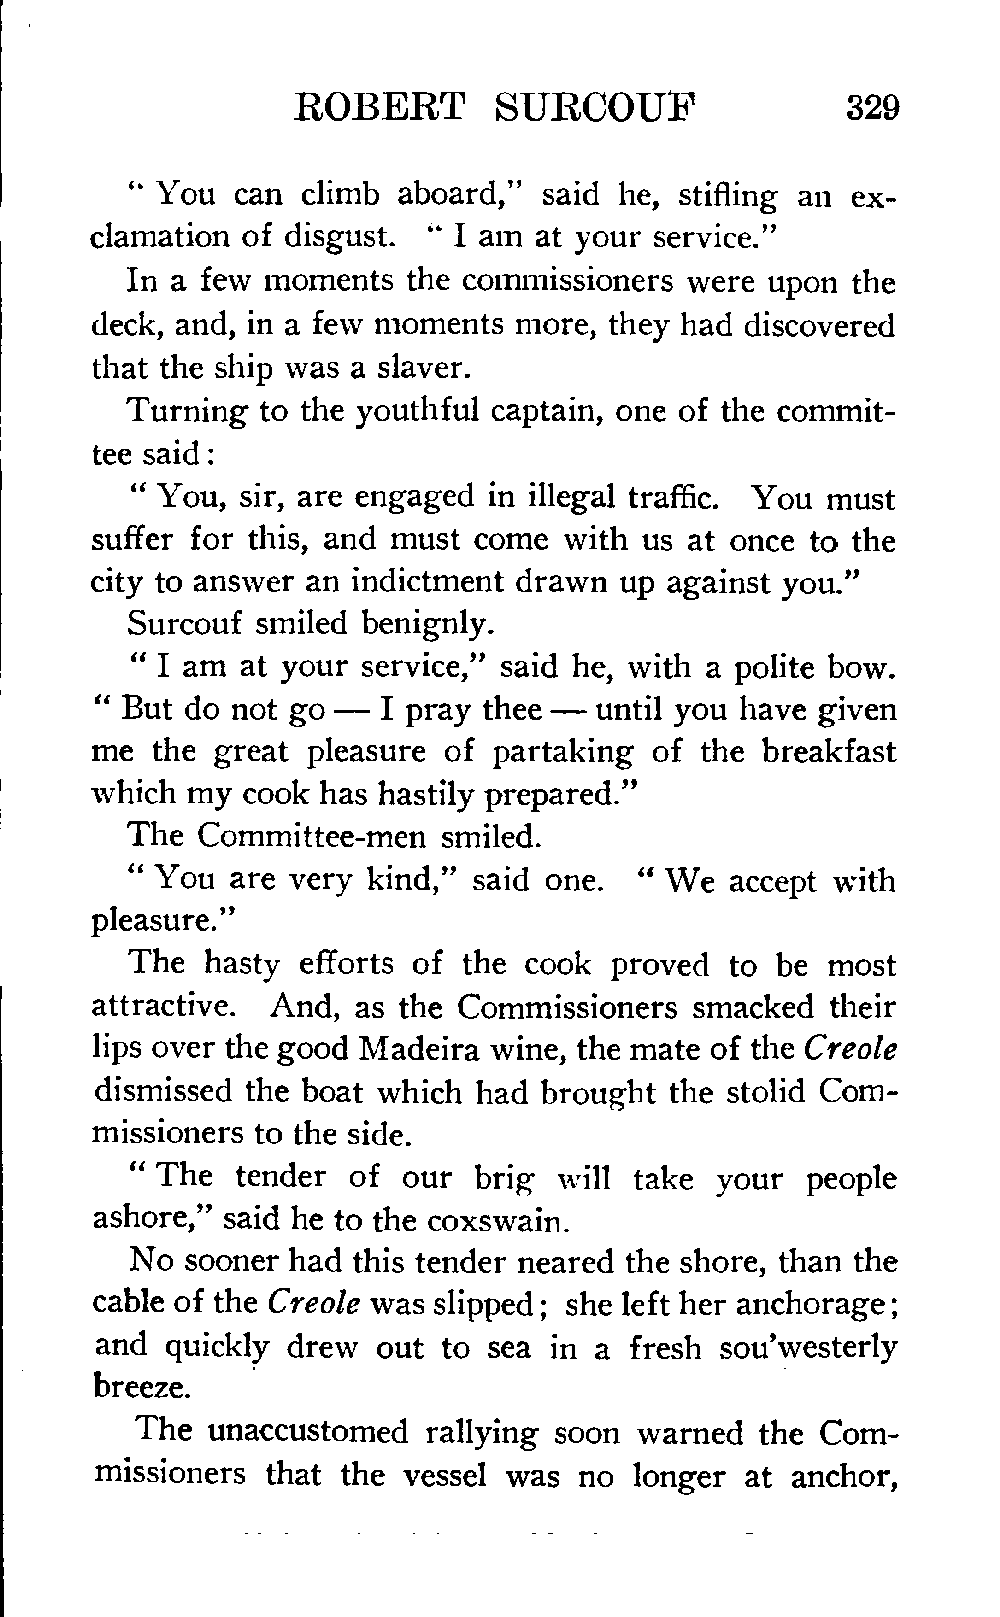 ROBERT SURCOUF 329
“ You can climb aboard,” said he, stifling an ex-
clamation of disgust. “ I am at your service.”
In a few moments the commissioners were upon the
deck, and, in a few moments more, they had discovered
that the ship was a slaver.
Turning to the youthful captain, one of the commit-
tee said :
“ You, sir, are engaged in illegal traffic. You must
suffer for this, and must come with us at once to the
city to answer an indictment drawn up against you.”
Surcouf smiled benignly.
“ I am at your service,” said he, with a polite bow.
“ But do not go — I pray thee — until you have given
me the great pleasure of partaking of the breakfast
which my cook has hastily prepared.”
The Committee-men smiled.
“ You are very kind,” said one. “ We accept with
pleasure.”
The hasty efforts of the cook proved to be most
attractive. And, as the Commissioners smacked their
lips over the good Madeira wine, the mate of the Creole
dismissed the boat which had brought the stolid Com-
missioners to the side.
“ The tender of our brig will take your people
ashore,” said he to the coxswain.
No sooner had this tender neared the shore, than the
cable of the Creole was slipped ; she left her anchorage ;
and quickly drew out to sea in a fresh sou’westerly
breeze.
The unaccustomed rallying soon warned the Com-
missioners that the vessel was no longer at anchor,